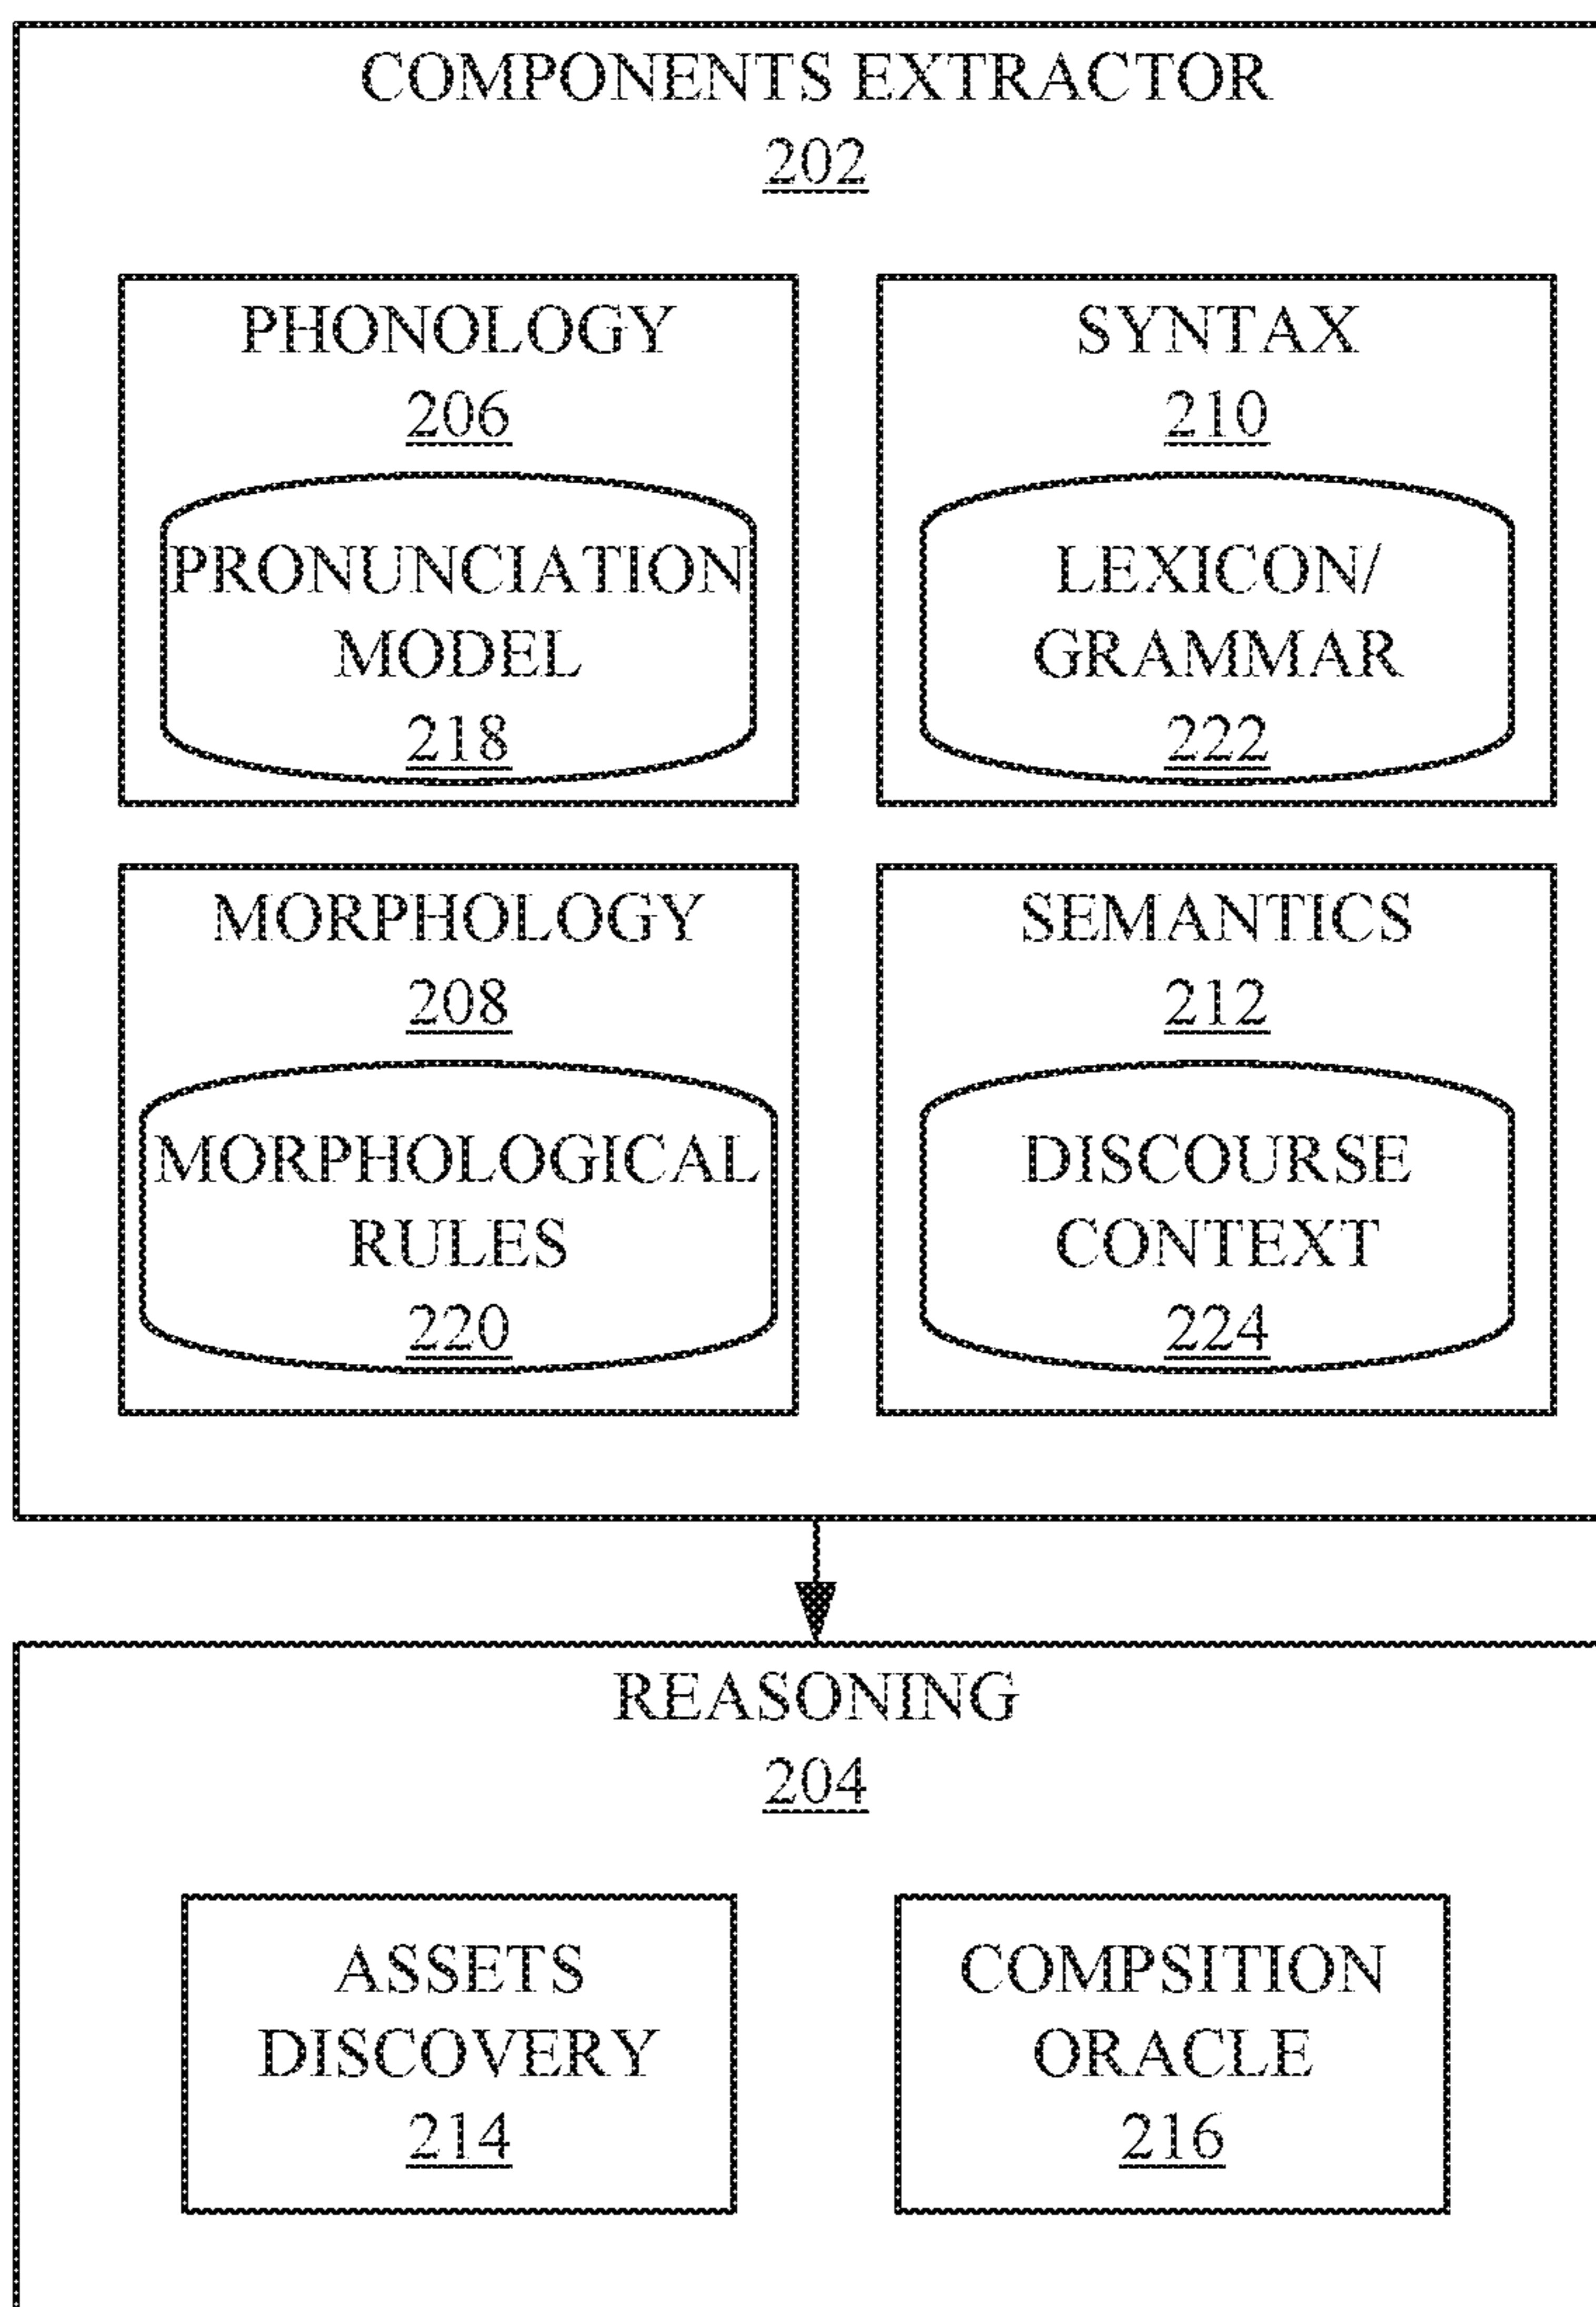 COMPONENTS EXTRACTOR
202
PHONOLOGY
206
PRONUNCIATION
MODEL
218
SYNTAX
210
LEXICON/
GRAMMAR
222
MORPHOLOGY
208
MORPHOLOGICAL
RULES
220
SEMANTICS
212
DISCOURSE
CONTEXT
224
REASONING
204
ASSETS
DISCOVERY
214
COMPSITION
ORACLE
216